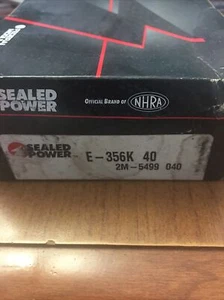 SEALED
POWER
OFFICIAL BRAND OF NHRA
SEALED
POWER
E-356K 40
2M-5499 040